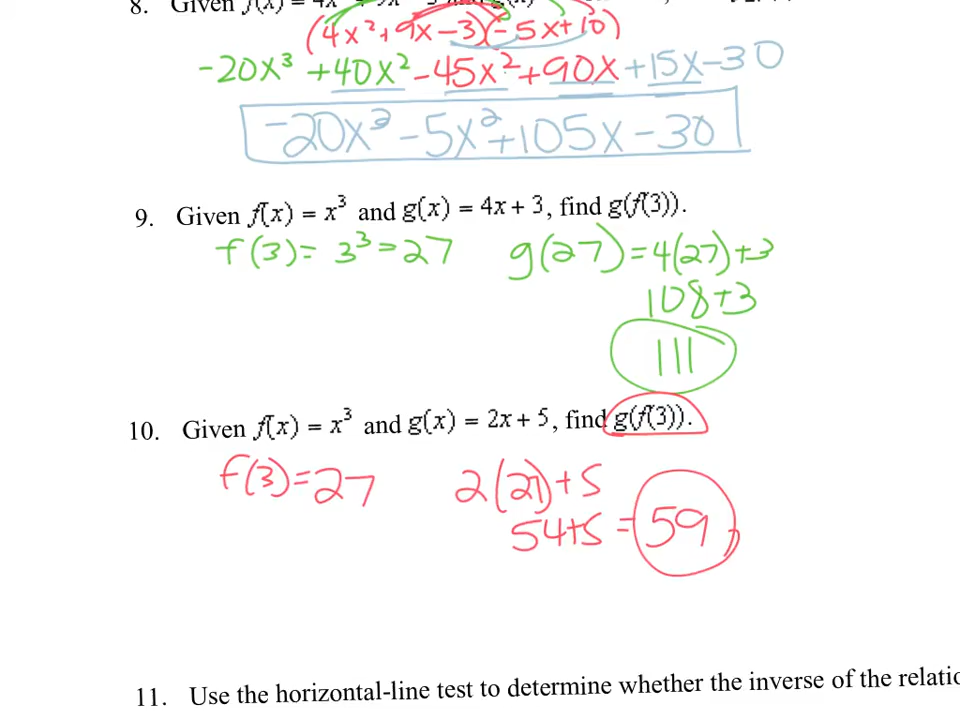 8. Given f(x) = 4x
(4x²+9x-3)(-5x+10)
-20x³ +40x² -45x² +90x +15x-30
-20x³ -5x² +105x -30
9. Given f(x) = x³ and g(x) = 4x + 3, find g(f(3)).
f(3)= 3³=27 g(27)=4(27)+3
108+3
111
10. Given f(x) = x³ and g(x) = 2x + 5, find g(f(3)).
f(3)=27 2(27)+5
54+5 =59
11. Use the horizontal-line test to determine whether the inverse of the relatio